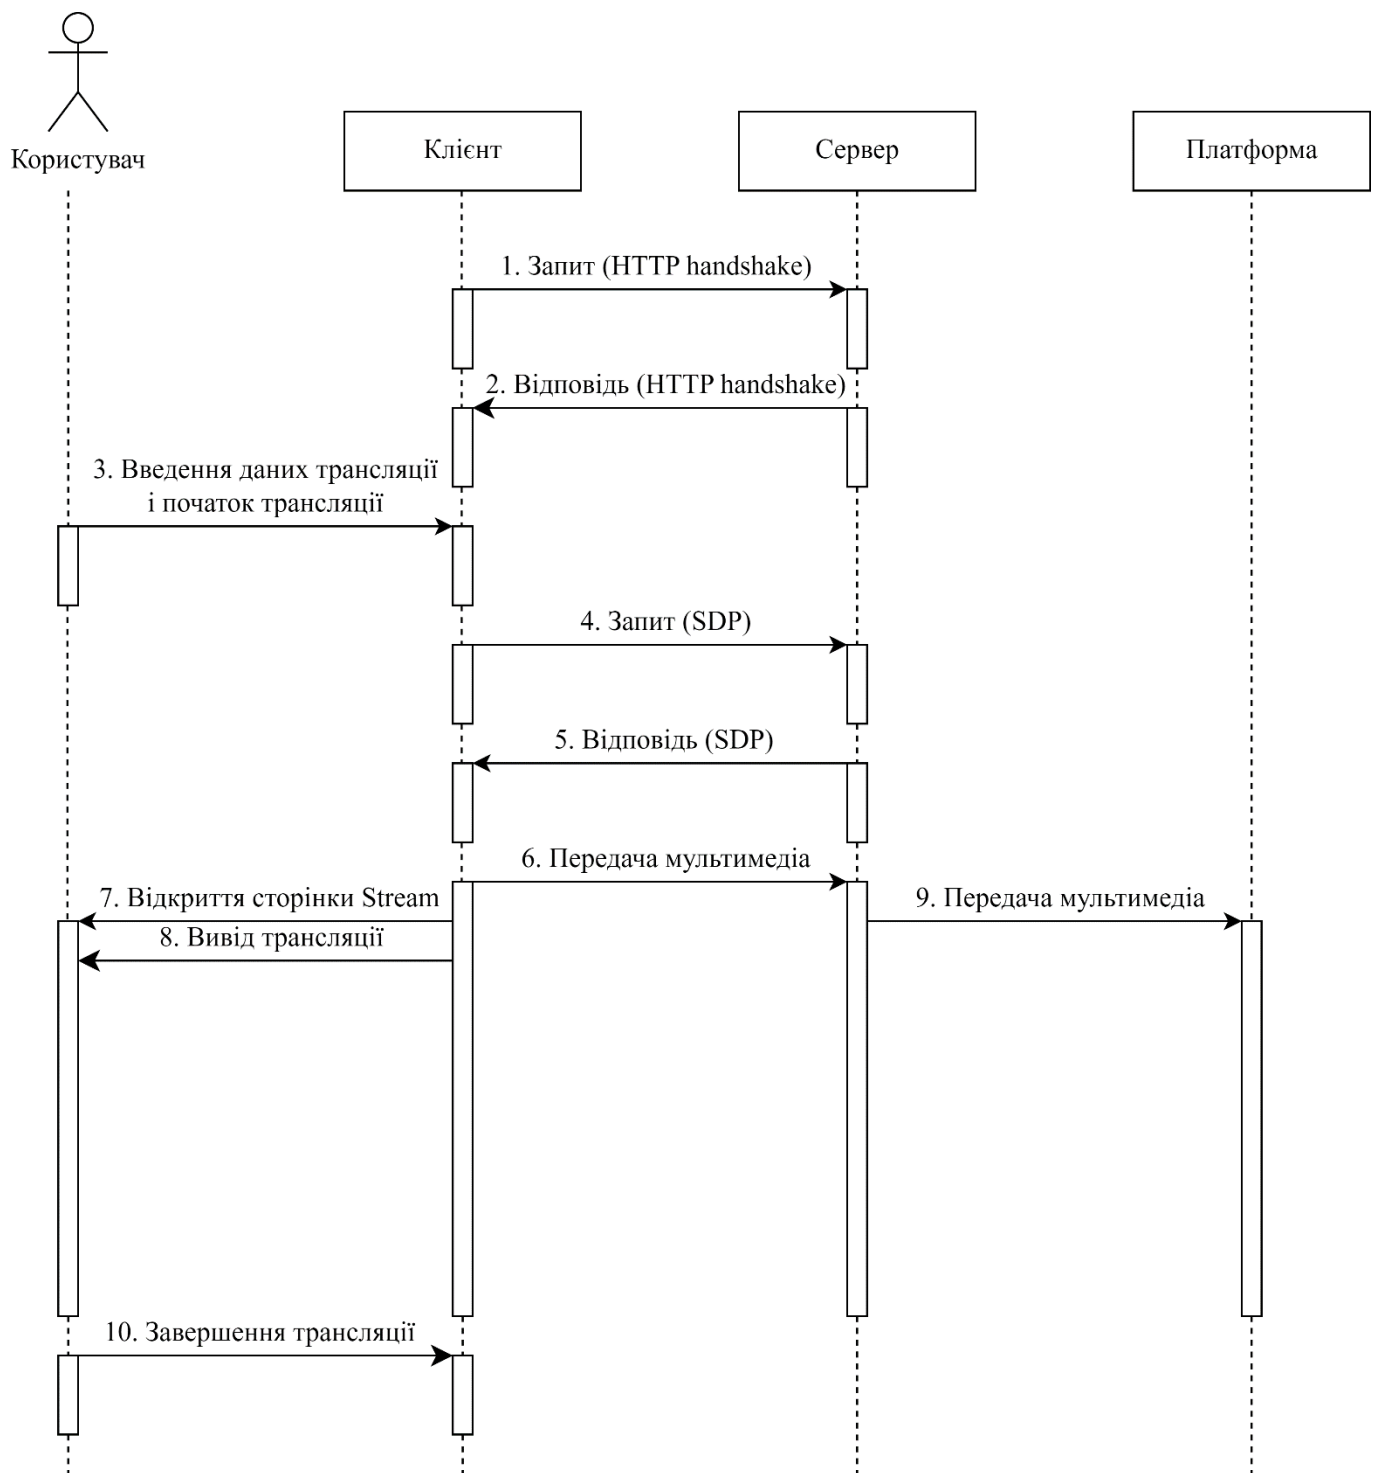 Користувач
Клієнт
Сервер
Платформа
1. Запит (HTTP handshake)
2. Відповідь (HTTP handshake)
3. Введення даних трансляції
і початок трансляції
4. Запит (SDP)
5. Відповідь (SDP)
6. Передача мультимедіа
7. Відкриття сторінки Stream
8. Вивід трансляції
9. Передача мультимедіа
10. Завершення трансляції